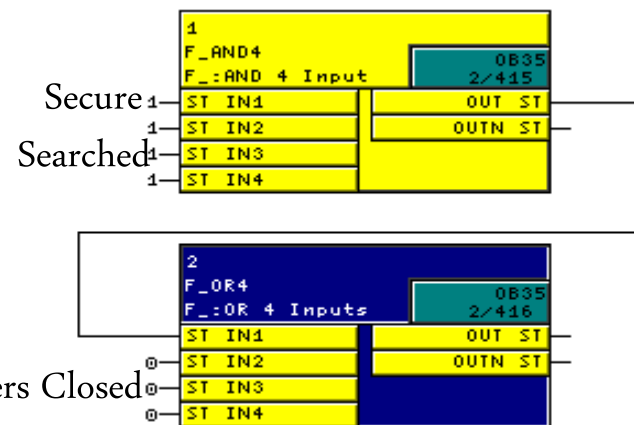 1
F_AND4
F_:AND 4 Input
OB35
2/415
Secure 1 ST IN1 OUT ST
1 ST IN2 OUTN ST
Searched 1 ST IN3
1 ST IN4
2
F_OR4
F_:OR 4 Inputs
OB35
2/416
ST IN1 OUT ST
0 ST IN2 OUTN ST
ers Closed 0 ST IN3
0 ST IN4